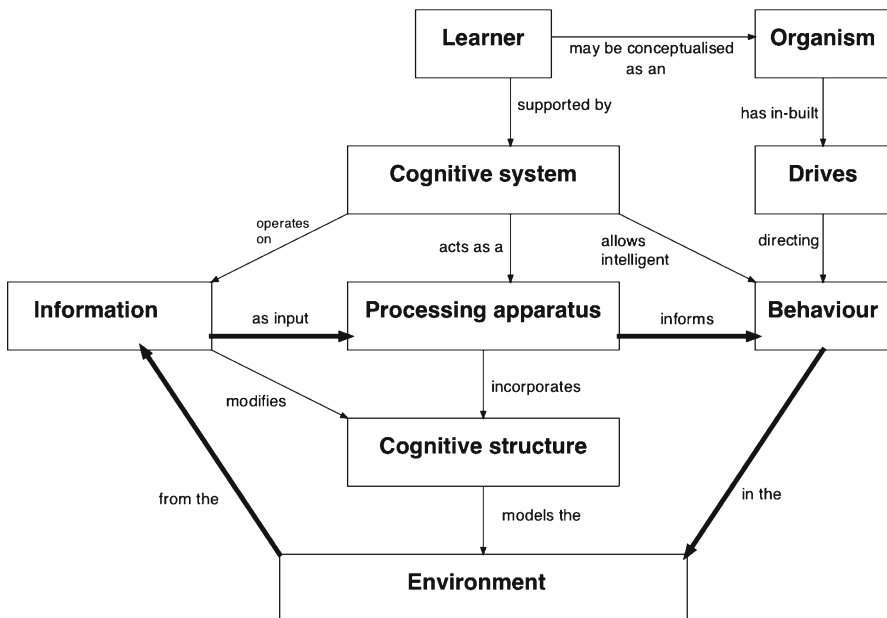 Learner
may be conceptualised
as an
Organism
supported by
has in-built
Cognitive system
Drives
operates
on
acts as a
allows
intelligent
directing
Information
as input
Processing apparatus
informs
Behaviour
modifies
incorporates
Cognitive structure
from the
models the
in the
Environment